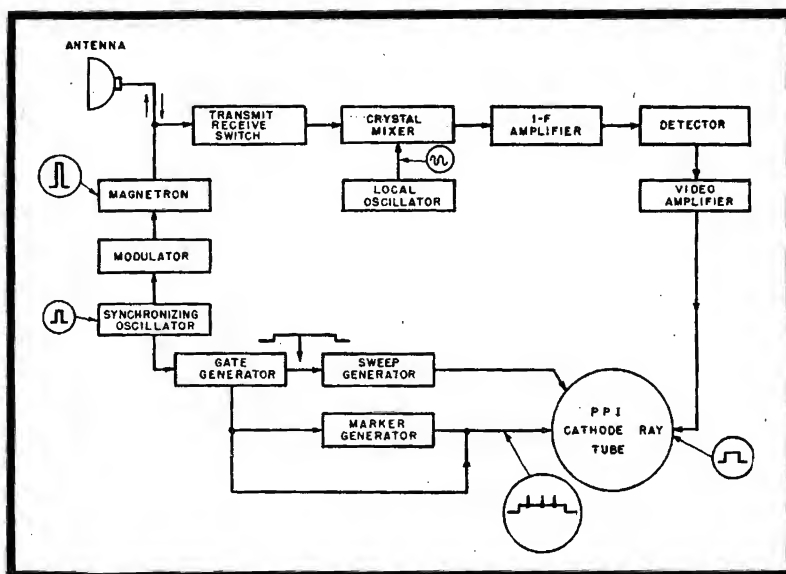 ANTENNA
TRANSMIT
RECEIVE
SWITCH
CRYSTAL
MIXER
I-F
AMPLIFIER
DETECTOR
MAGNETRON
LOCAL
OSCILLATOR
VIDEO
AMPLIFIER
MODULATOR
SYNCHRONIZING
OSCILLATOR
GATE
GENERATOR
SWEEP
GENERATOR
MARKER
GENERATOR
PPI
CATHODE RAY
TUBE